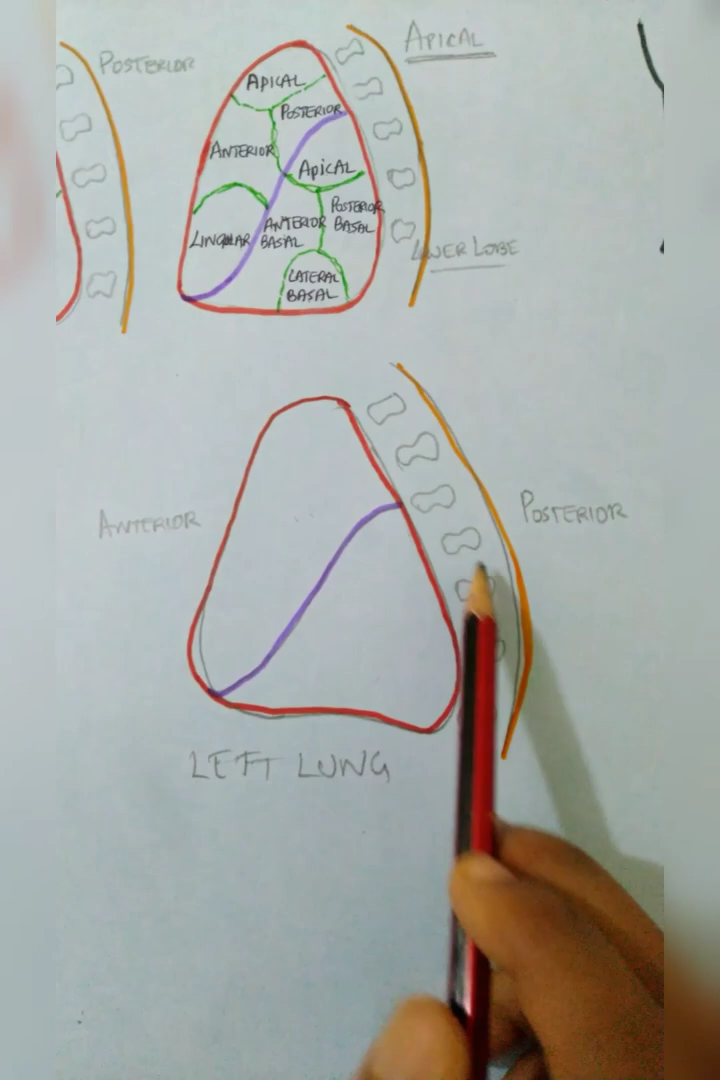 APICAL
POSTERIOR
APICAL
POSTERIOR
ANTERIOR
APICAL
POSTERIOR
BASAL
LINGULAR
ANTERIOR
BASAL
LOWER LOBE
LATERAL
BASAL
ANTERIOR
POSTERIOR
LEFT LUNG